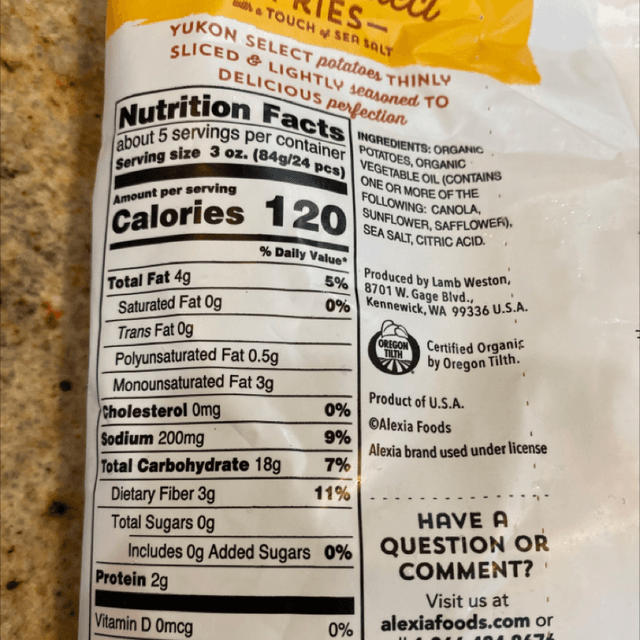 FRIES—
with a TOUCH of SEA SALT
YUKON SELECT potatoes THINLY
SLICED & LIGHTLY seasoned TO
DELICIOUS perfection
Nutrition Facts
about 5 servings per container
Serving size 3 oz. (84g/24 pcs)
Amount per serving
Calories 120
% Daily Value*
Total Fat 4g 5%
Saturated Fat 0g 0%
Trans Fat 0g
Polyunsaturated Fat 0.5g
Monounsaturated Fat 3g
Cholesterol 0mg 0%
Sodium 200mg 9%
Total Carbohydrate 18g 7%
Dietary Fiber 3g 11%
Total Sugars 0g
Includes 0g Added Sugars 0%
Protein 2g
Vitamin D 0mcg 0%
INGREDIENTS: ORGANIC
POTATOES, ORGANIC
VEGETABLE OIL (CONTAINS
ONE OR MORE OF THE
FOLLOWING: CANOLA,
SUNFLOWER, SAFFLOWER),
SEA SALT, CITRIC ACID.
Produced by Lamb Weston,
8701 W. Gage Blvd.,
Kennewick, WA 99336 U.S.A.
OREGON
TILTH
Certified Organic
by Oregon Tilth.
Product of U.S.A.
©Alexia Foods
Alexia brand used under license
HAVE A
QUESTION OR
COMMENT?
Visit us at
alexiafoods.com or